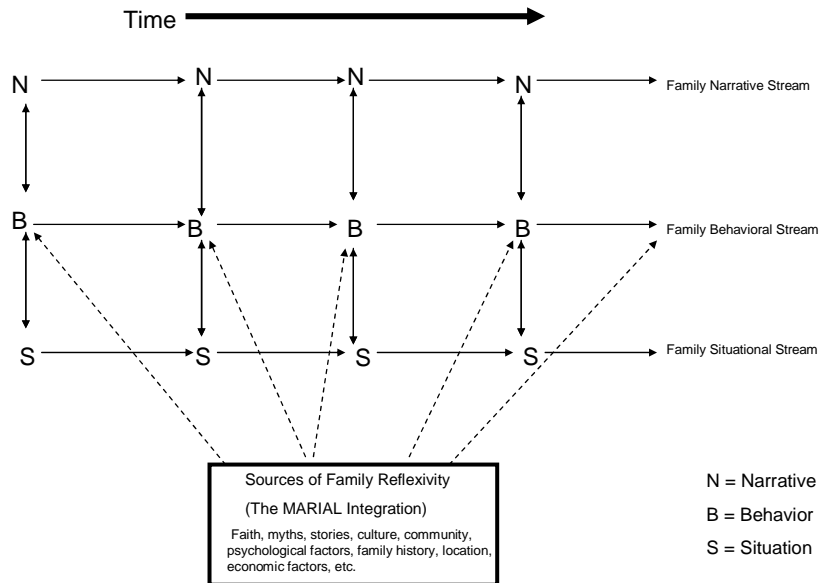 Time
N N N N Family Narrative Stream
B B B B Family Behavioral Stream
S S S S Family Situational Stream
Sources of Family Reflexivity
(The MARIAL Integration)
Faith, myths, stories, culture, community,
psychological factors, family history, location,
economic factors, etc.
N = Narrative
B = Behavior
S = Situation